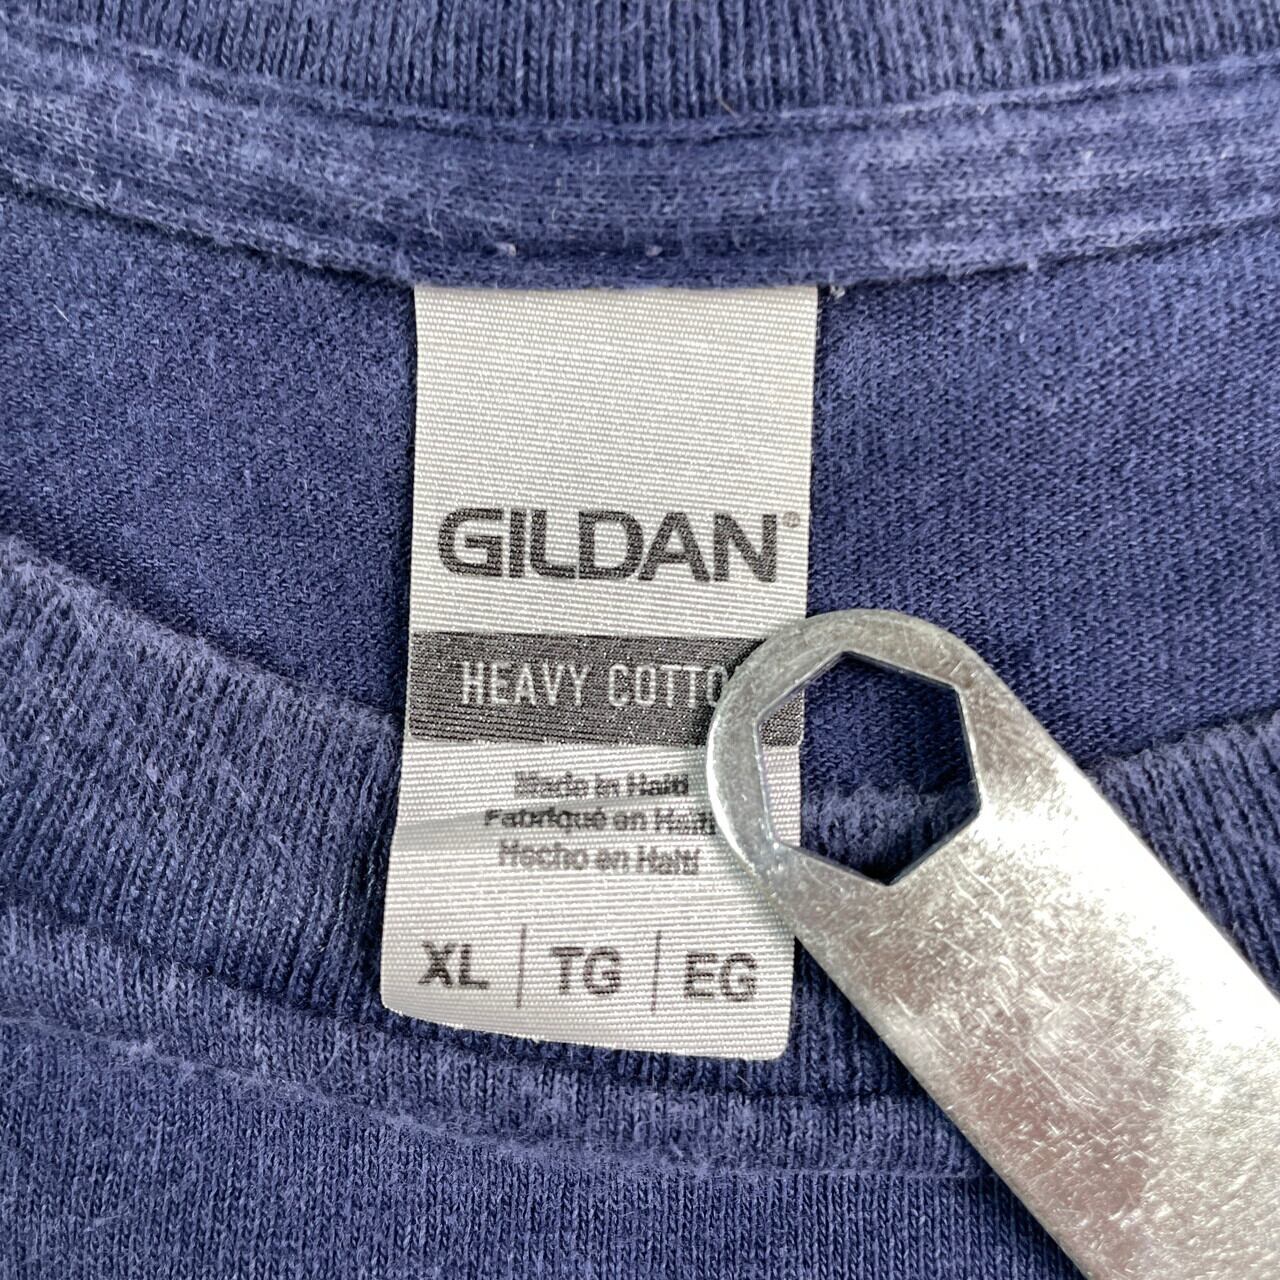 GILDAN®
HEAVY COTTO
Made in Haiti
Fabriqué en Haïti
Hecho en Haití
XL | TG | EG